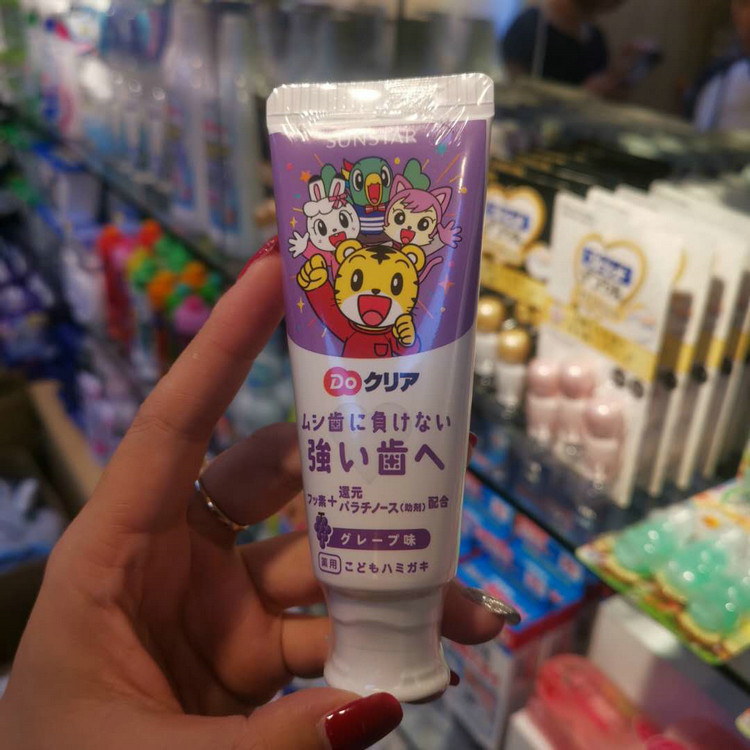 SUNSTAR
Do クリア
ムシ歯に負けない
強い歯へ
フッ素+還元パラチノース(助剤)配合
グレープ味
薬用 こどもハミガキ